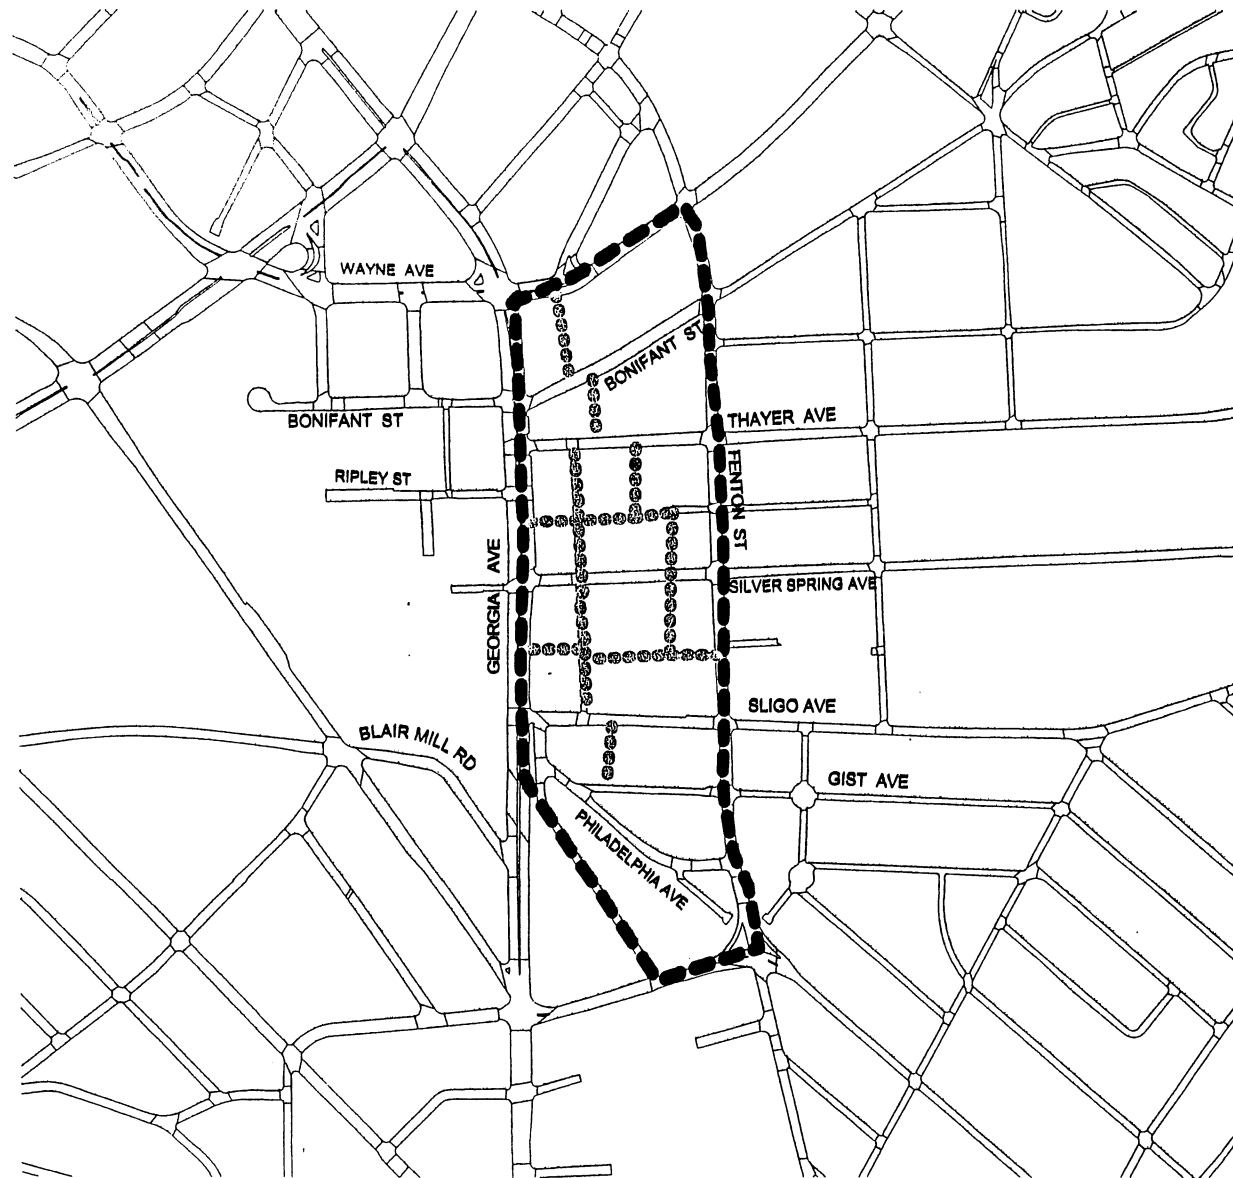 WAYNE AVE
BONIFANT ST
BONIFANT ST
THAYER AVE
RIPLEY ST
FENTON ST
GEORGIA AVE
SILVER SPRING AVE
SLIGO AVE
BLAIR MILL RD
GIST AVE
PHILADELPHIA AVE